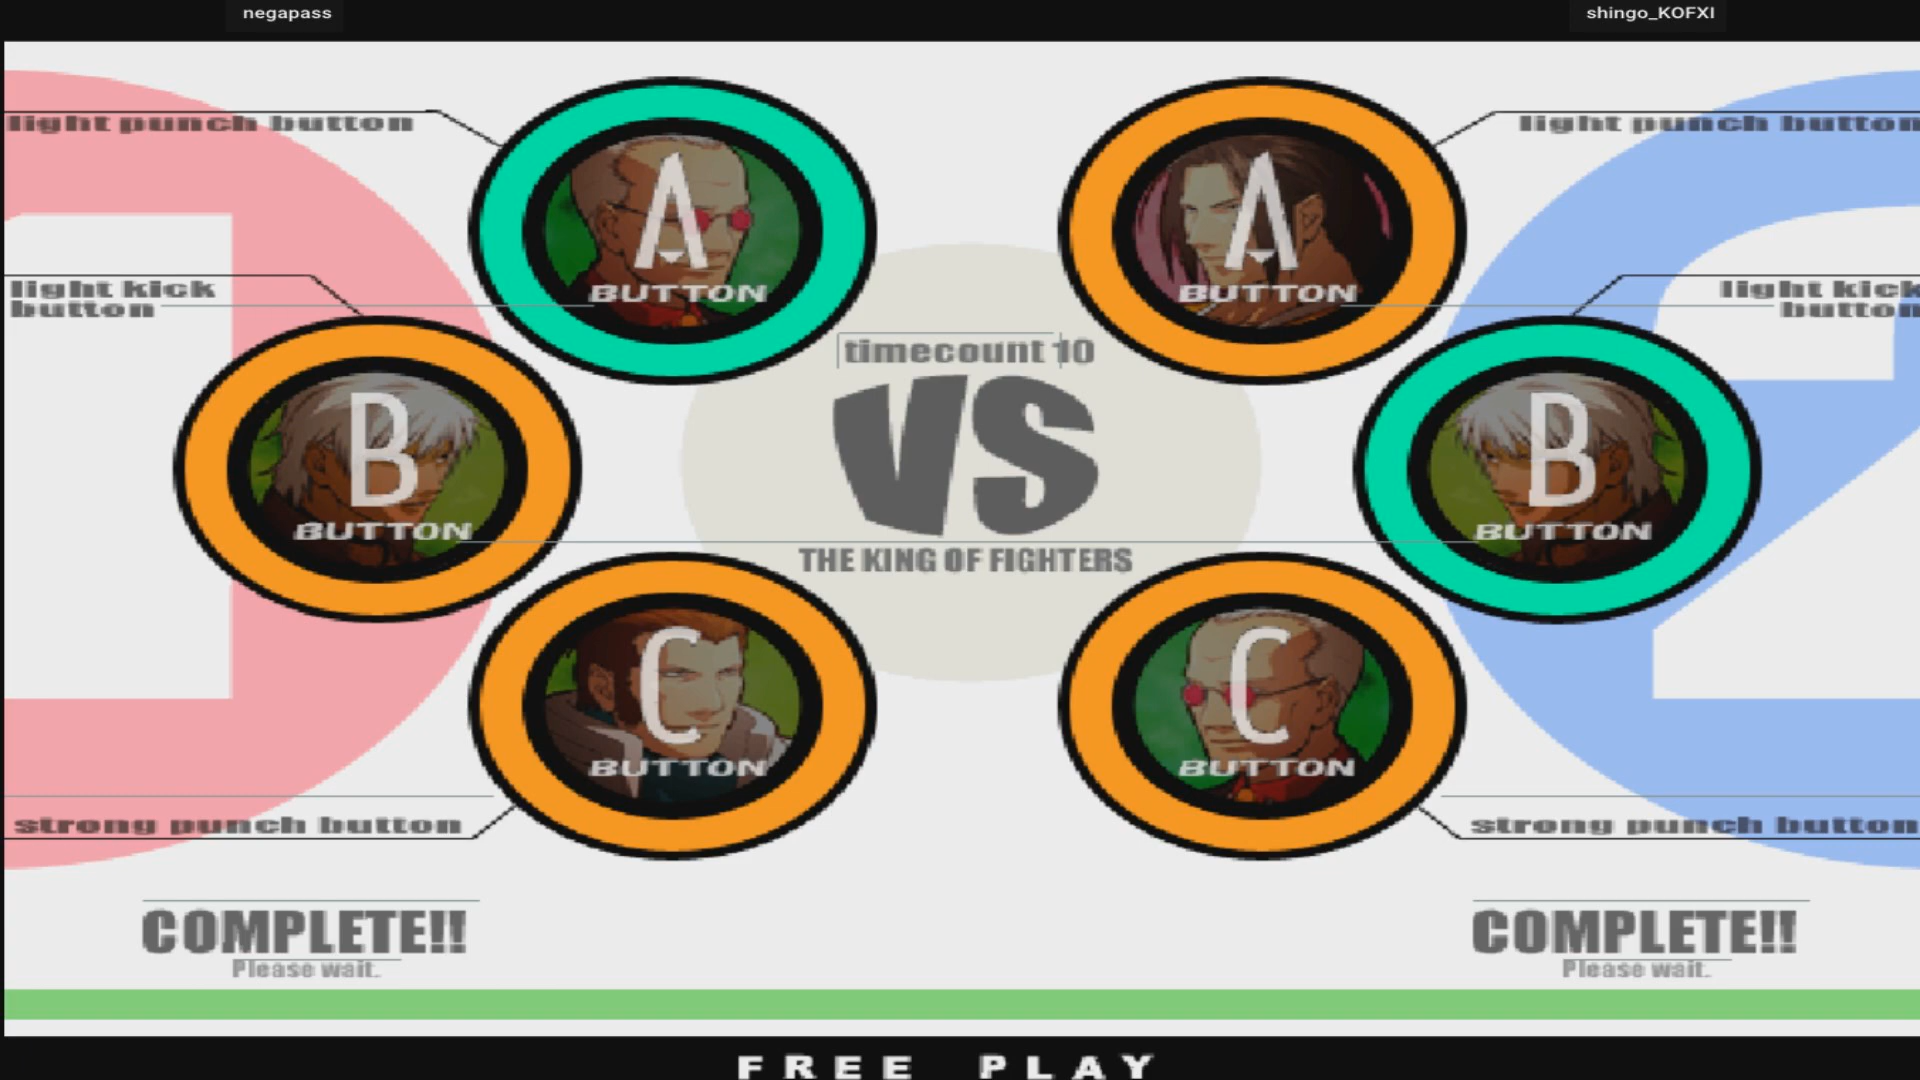 negapass
shingo_KOFXI
light punch button
light punch button
A
BUTTON
A
BUTTON
light kick
button
light kick
button
timecount 10
VS
THE KING OF FIGHTERS
B
BUTTON
B
BUTTON
C
BUTTON
C
BUTTON
strong punch button
strong punch button
COMPLETE!!
Please wait.
COMPLETE!!
Please wait.
FREE PLAY
1
2